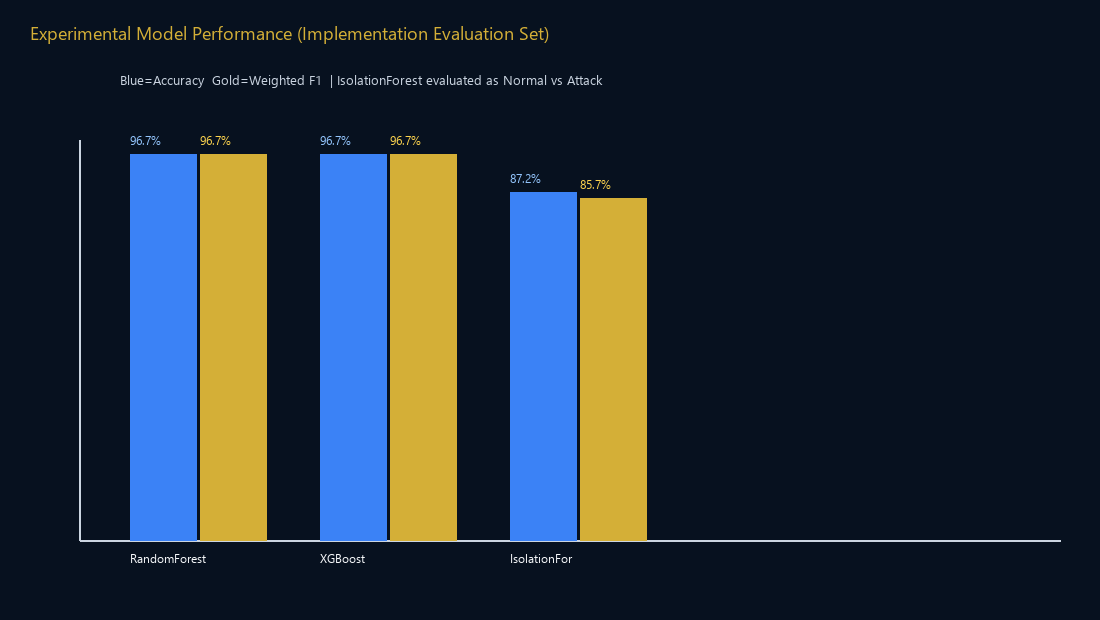 Experimental Model Performance (Implementation Evaluation Set)
Blue=Accuracy  Gold=Weighted F1  | IsolationForest evaluated as Normal vs Attack
96.7% 96.7% 96.7% 96.7%
87.2% 85.7%
RandomForest XGBoost IsolationFor